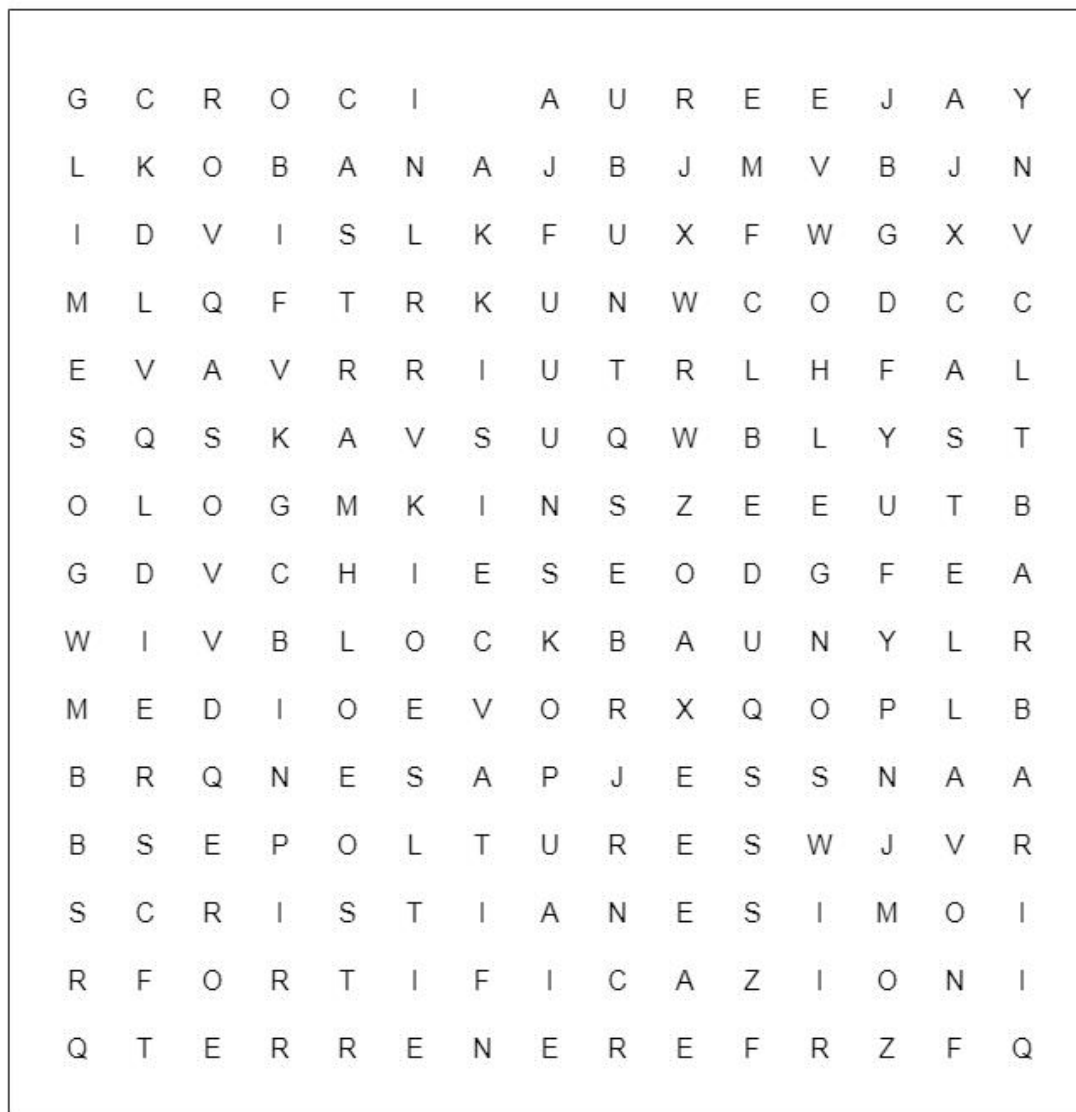 G C R O C I   A U R E E J A Y
L K O B A N A J B J M V B J N
I D V I S L K F U X F W G X V
M L Q F T R K U N W C O D C C
E V A V R R I U T R L H F A L
S Q S K A V S U Q W B L Y S T
O L O G M K I N S Z E E U T B
G D V C H I E S E O D G F E A
W I V B L O C K B A U N Y L R
M E D I O E V O R X Q O P L B
B R Q N E S A P J E S S N A A
B S E P O L T U R E S W J V R
S C R I S T I A N E S I M O I
R F O R T I F I C A Z I O N I
Q T E R R E N E R E F R Z F Q